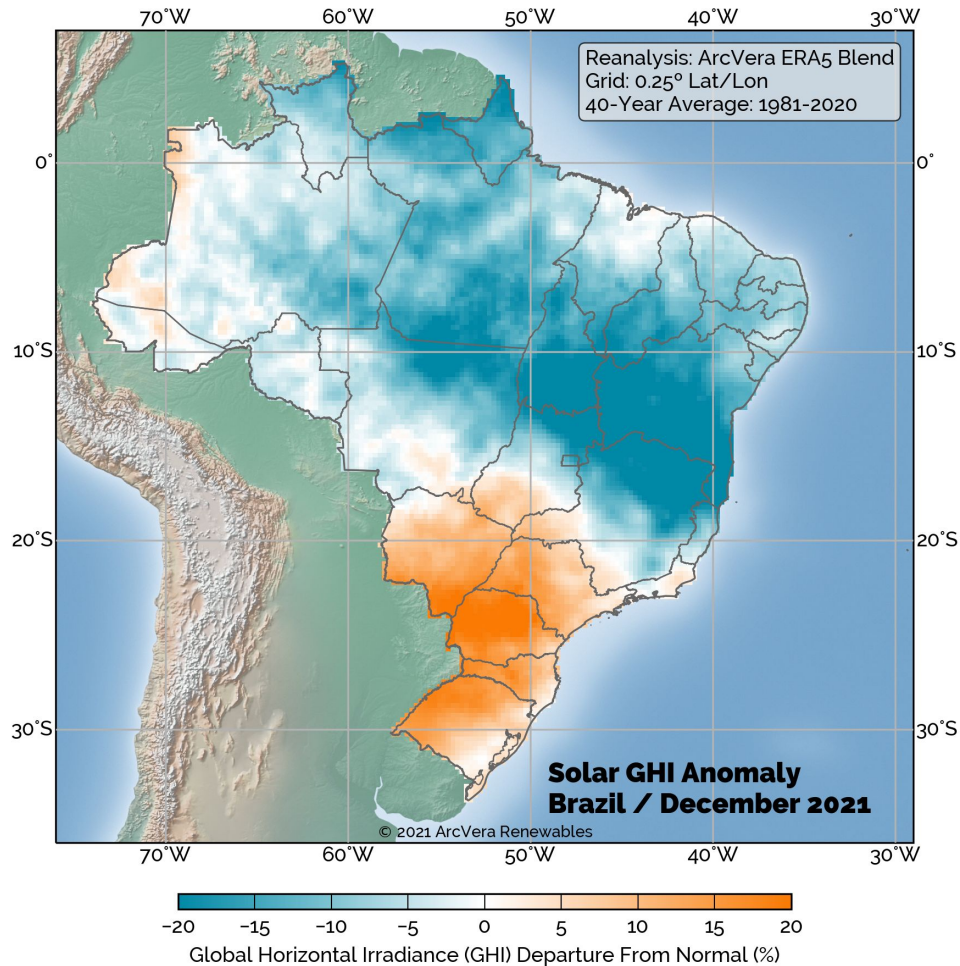 70°W 60°W 50°W 40°W 30°W
Reanalysis: ArcVera ERA5 Blend
Grid: 0.25º Lat/Lon
40-Year Average: 1981-2020
0° 0°
10°S 10°S
20°S 20°S
30°S 30°S
Solar GHI Anomaly
Brazil / December 2021
© 2021 ArcVera Renewables
70°W 60°W 50°W 40°W 30°W
−20 −15 −10 −5 0 5 10 15 20
Global Horizontal Irradiance (GHI) Departure From Normal (%)